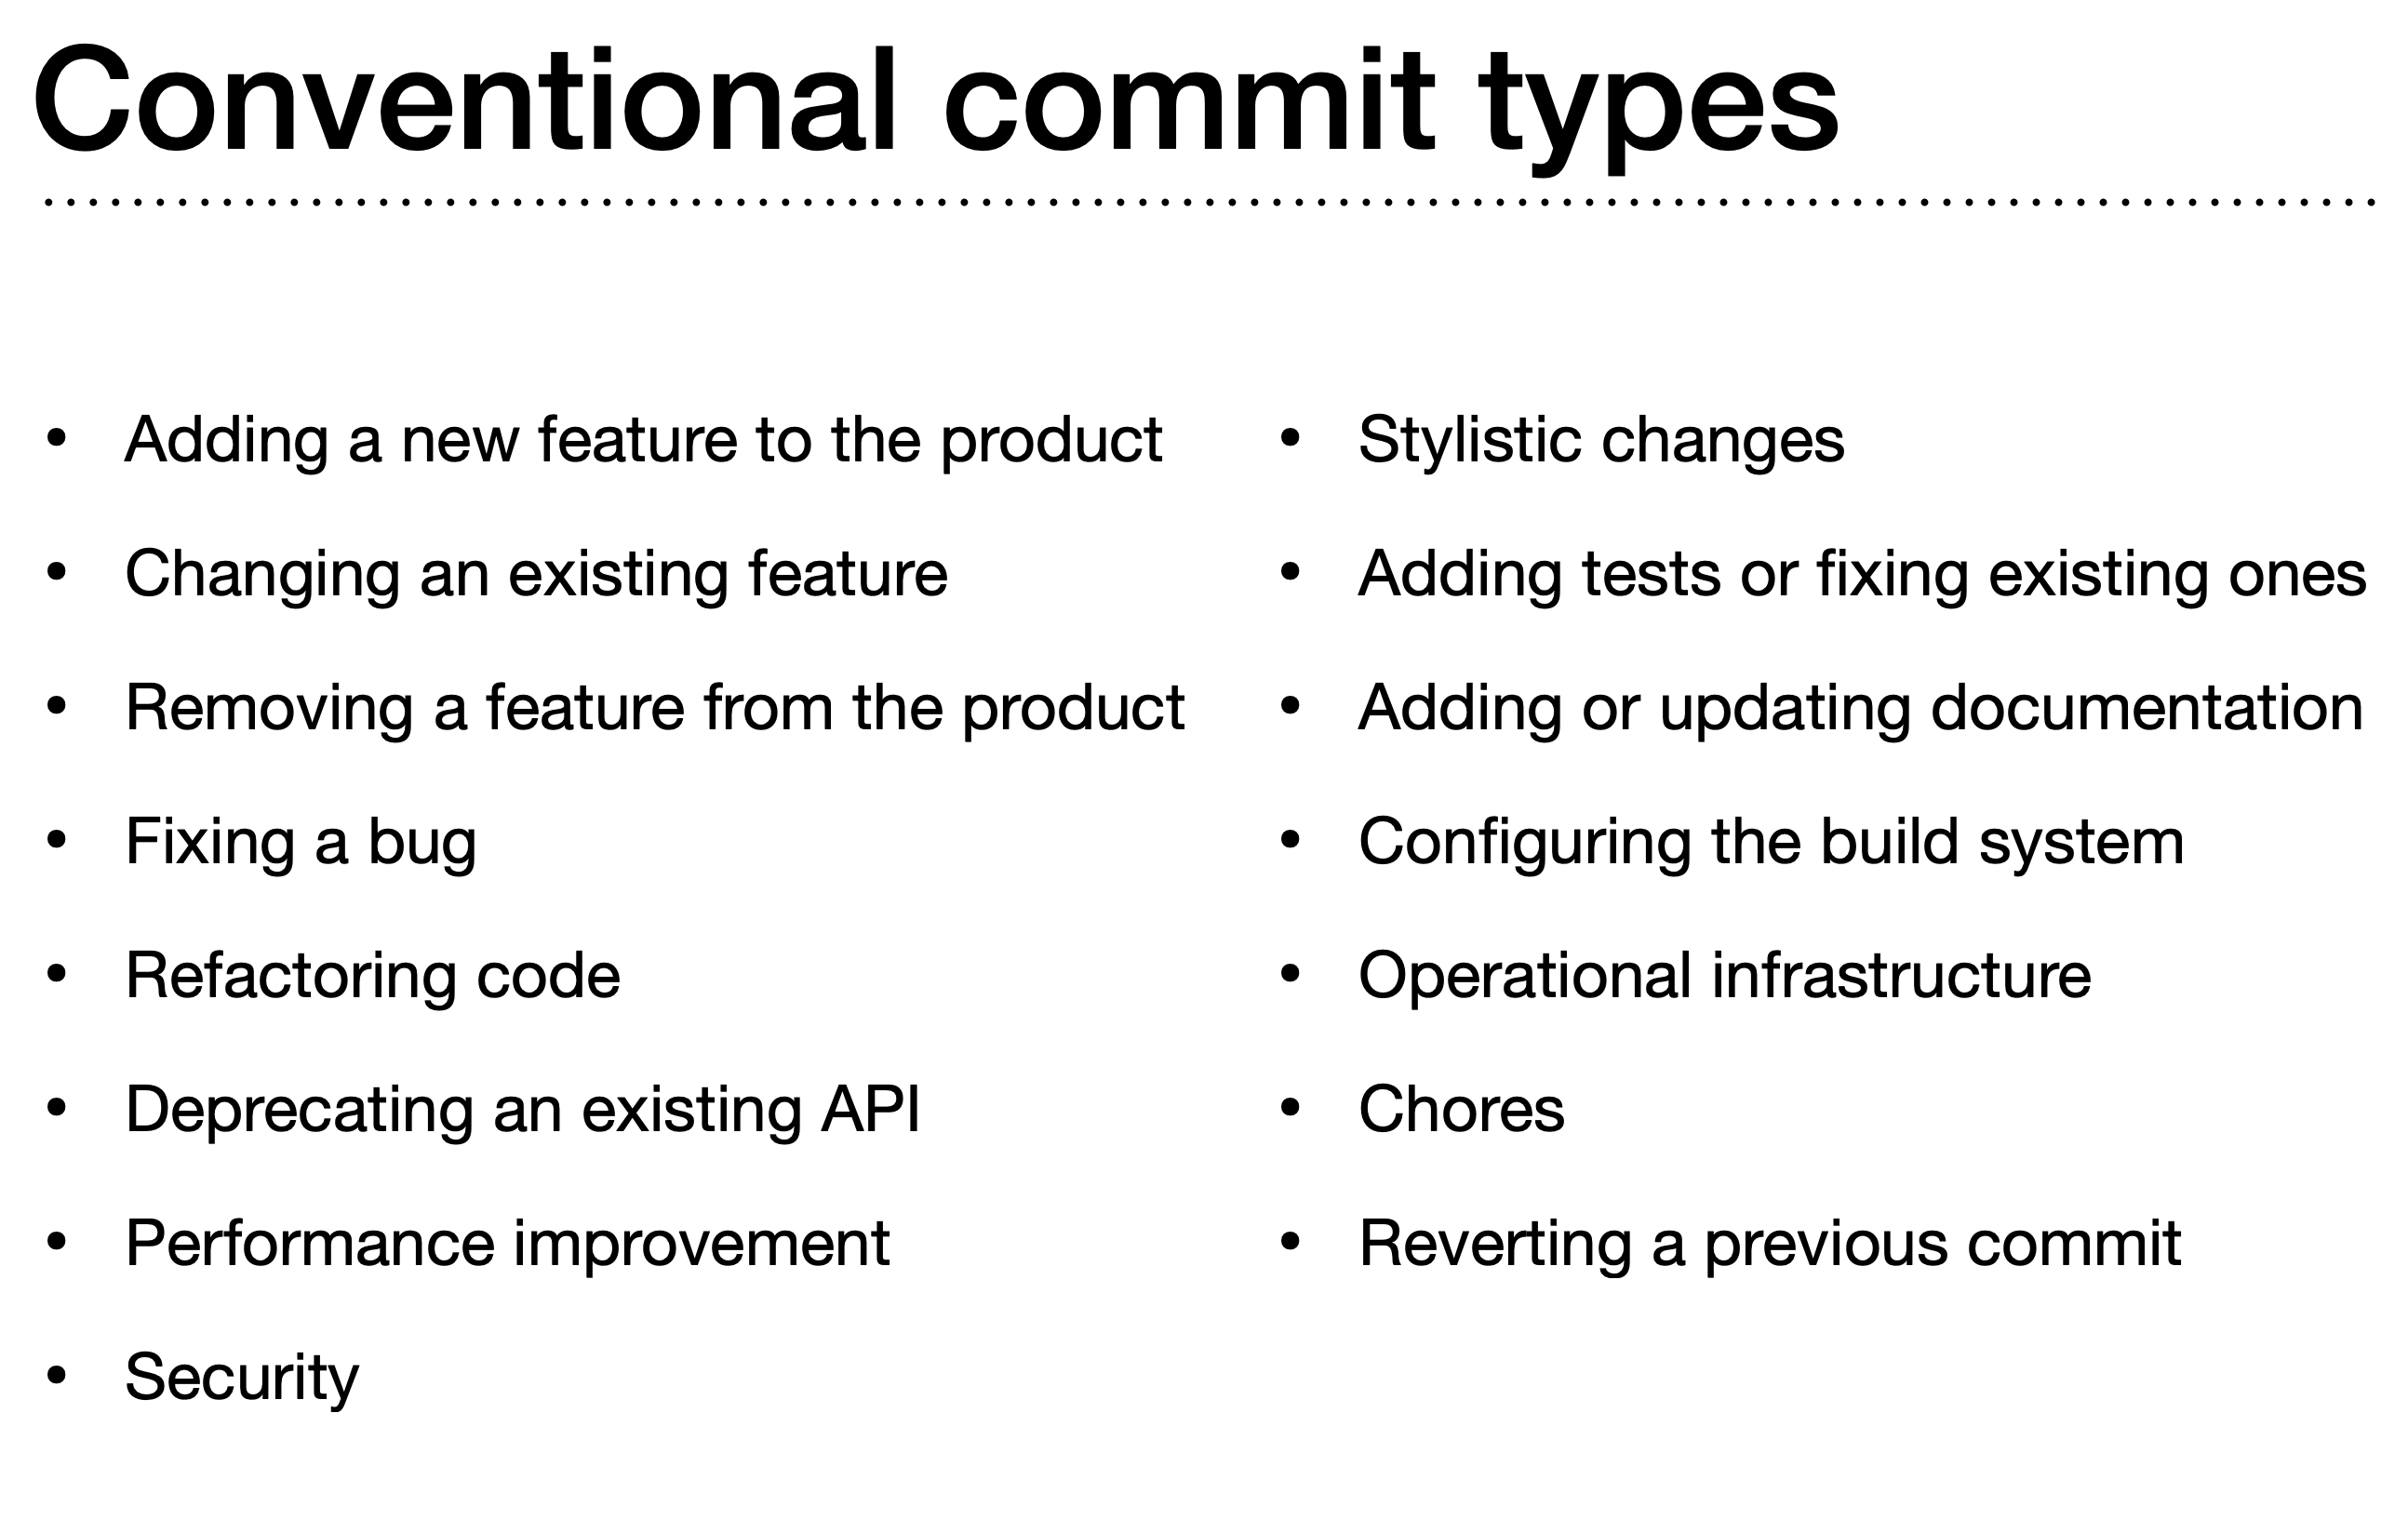 Conventional commit types
• Adding a new feature to the product
• Changing an existing feature
• Removing a feature from the product
• Fixing a bug
• Refactoring code
• Deprecating an existing API
• Performance improvement
• Security
• Stylistic changes
• Adding tests or fixing existing ones
• Adding or updating documentation
• Configuring the build system
• Operational infrastructure
• Chores
• Reverting a previous commit